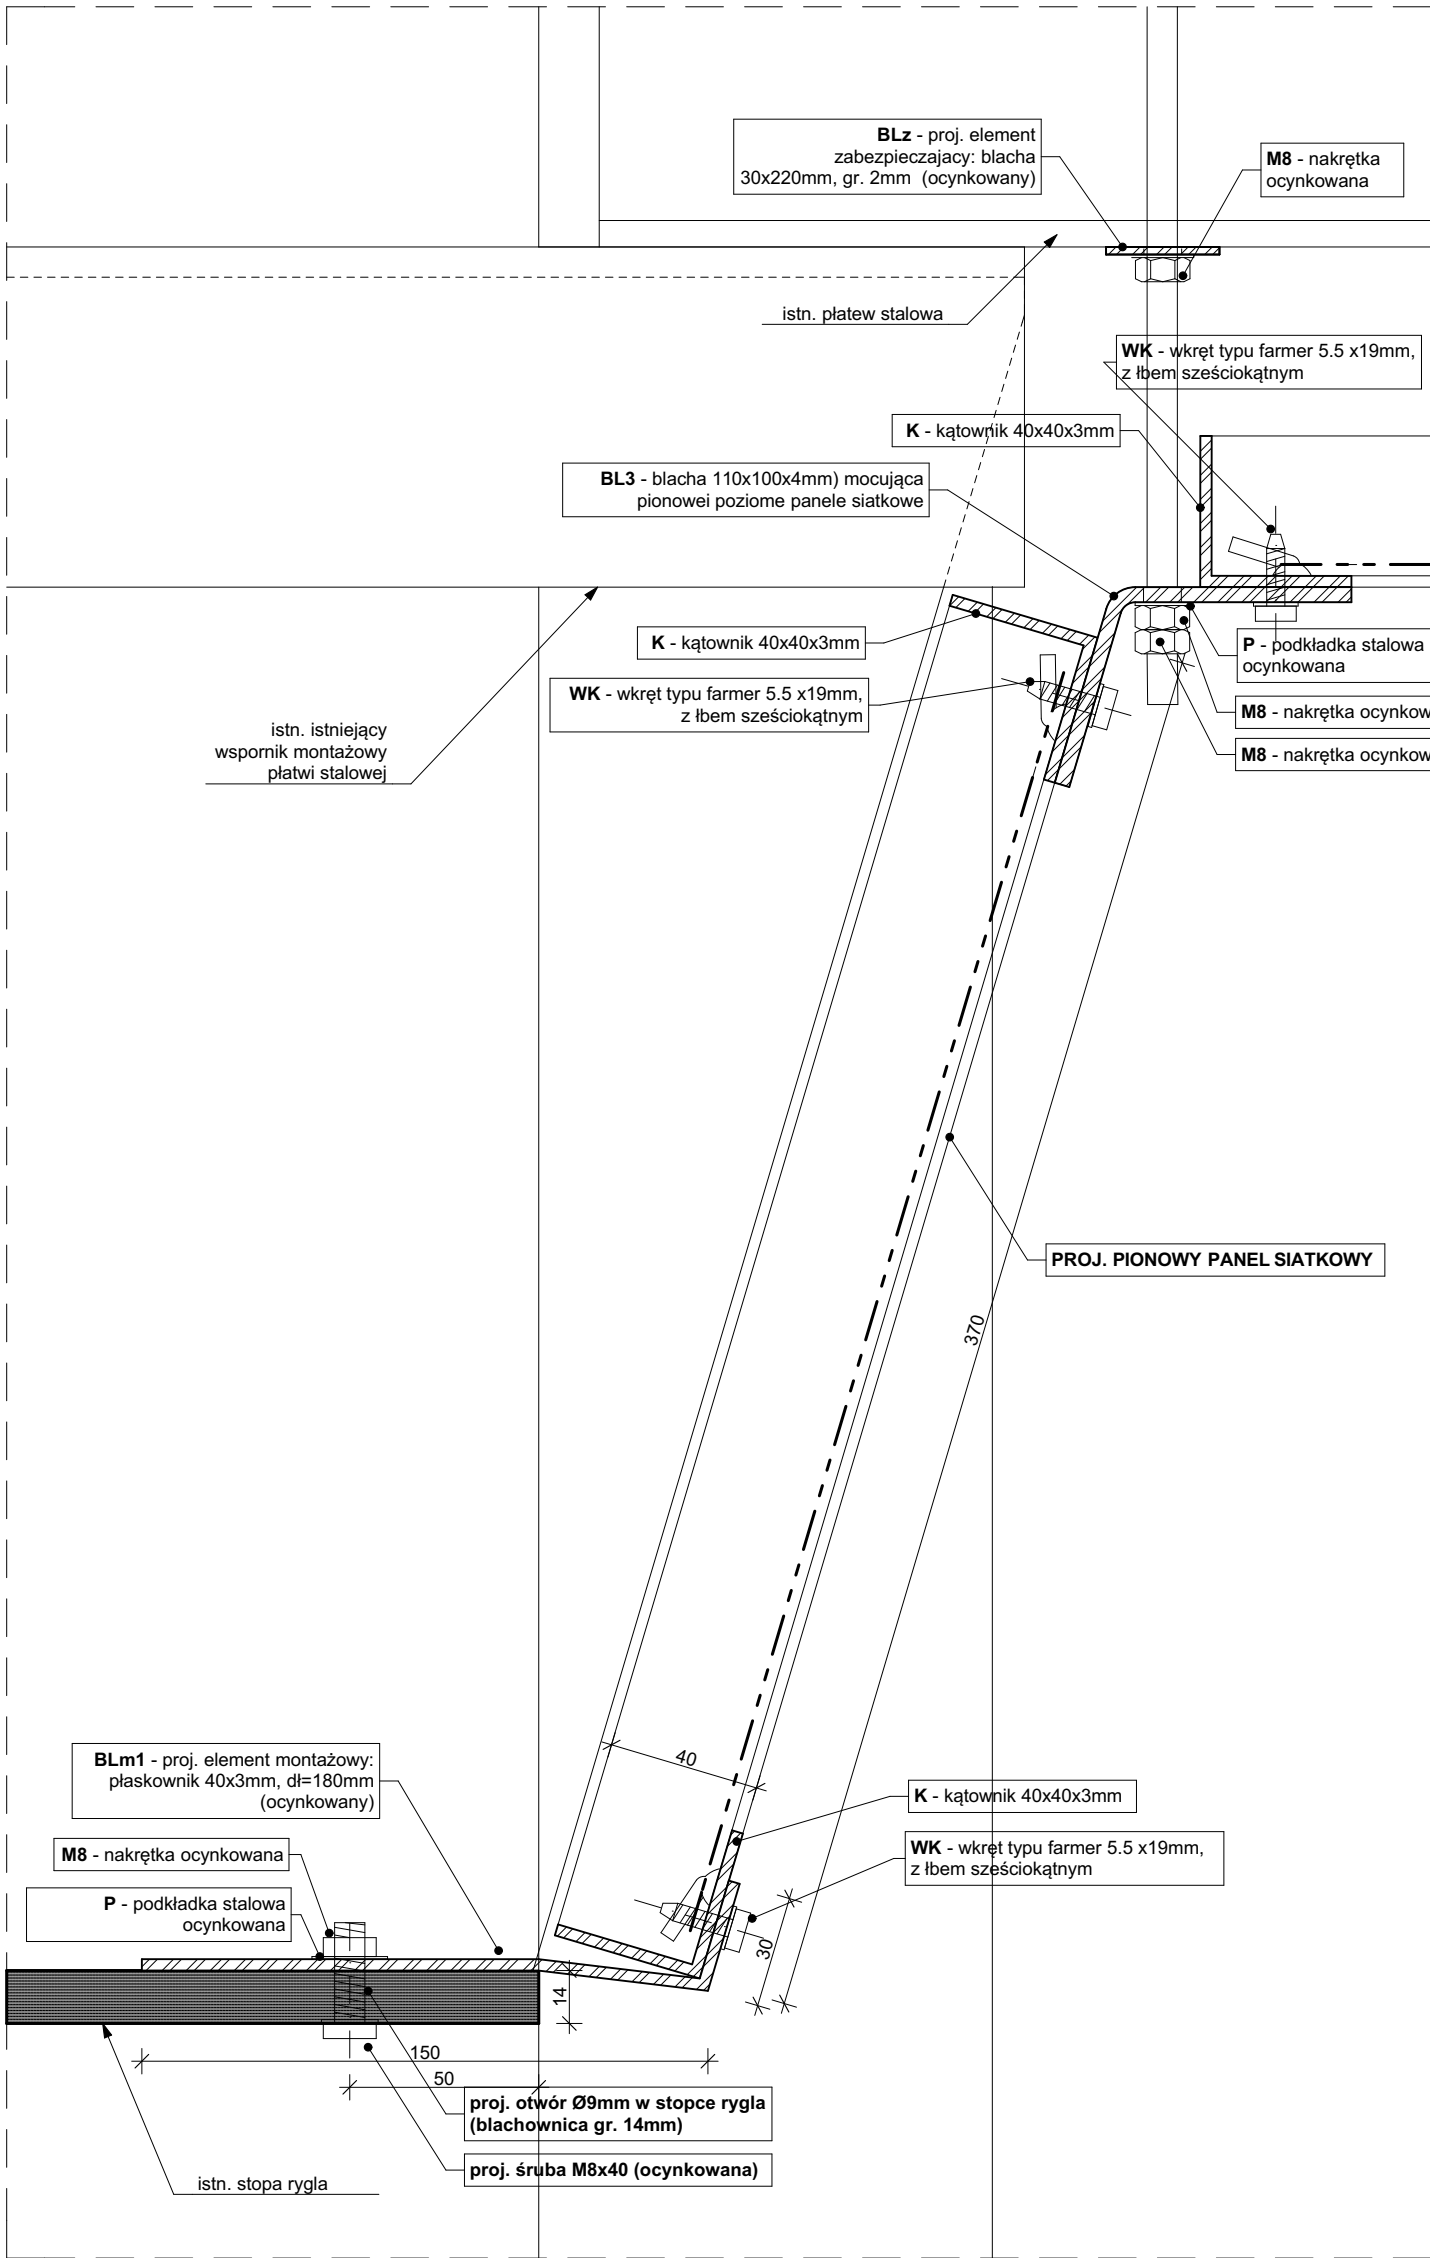 BLz - proj. element
zabezpieczajacy: blacha
30x220mm, gr. 2mm (ocynkowany)
M8 - nakrętka
ocynkowana
istn. płatew stalowa
WK - wkręt typu farmer 5.5 x19mm,
z łbem sześciokątnym
K - kątownik 40x40x3mm
BL3 - blacha 110x100x4mm) mocująca
pionowei poziome panele siatkowe
K - kątownik 40x40x3mm
P - podkładka stalowa
ocynkowana
WK - wkręt typu farmer 5.5 x19mm,
z łbem sześciokątnym
M8 - nakrętka ocynkow
M8 - nakrętka ocynkow
istn. istniejący
wspornik montażowy
płatwi stalowej
PROJ. PIONOWY PANEL SIATKOWY
370
40
BLm1 - proj. element montażowy:
płaskownik 40x3mm, dł=180mm
(ocynkowany)
K - kątownik 40x40x3mm
M8 - nakrętka ocynkowana
WK - wkręt typu farmer 5.5 x19mm,
z łbem sześciokątnym
P - podkładka stalowa
ocynkowana
30
14
150
50
proj. otwór Ø9mm w stopce rygla
(blachownica gr. 14mm)
proj. śruba M8x40 (ocynkowana)
istn. stopa rygla